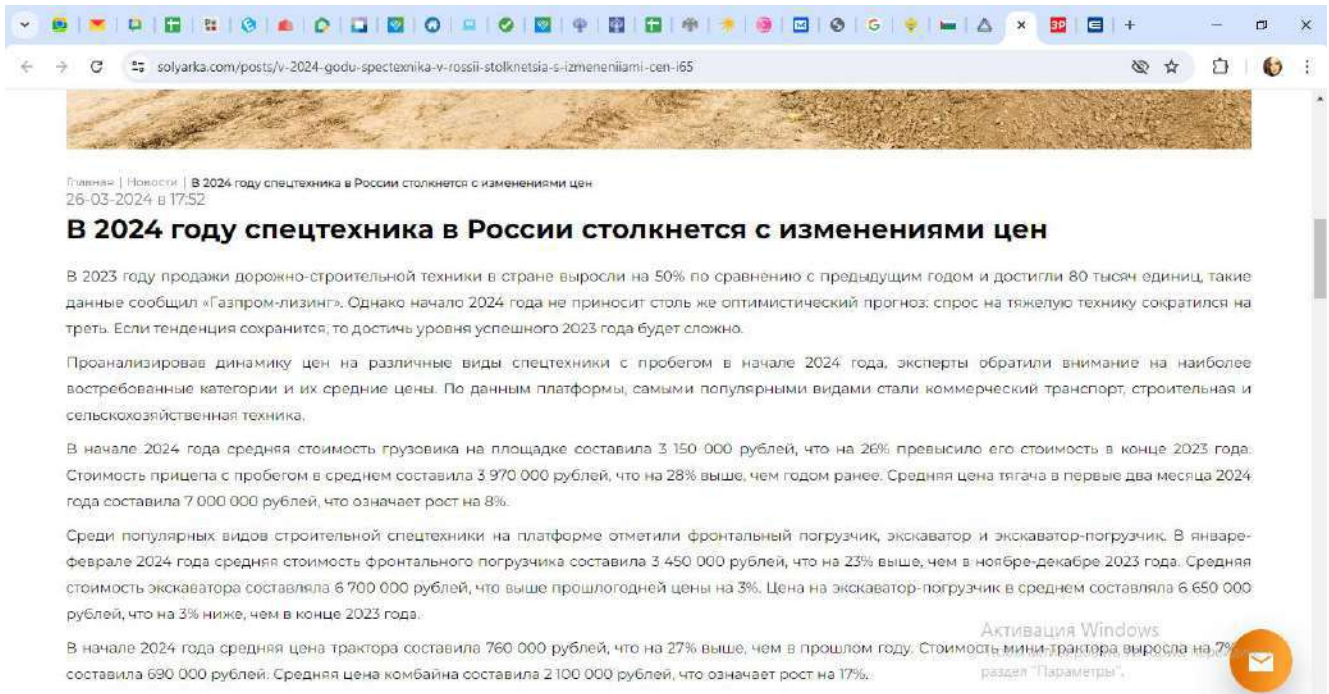 solyarka.com/posts/v-2024-godu-spectexnika-v-rossii-stolknetsia-s-izmeneniiami-cen-i65
Главная | Новости | В 2024 году спецтехника в России столкнется с изменениями цен
26-03-2024 в 17:52
В 2024 году спецтехника в России столкнется с изменениями цен
В 2023 году продажи дорожно-строительной техники в стране выросли на 50% по сравнению с предыдущим годом и достигли 80 тысяч единиц, такие
данные сообщил «Газпром-лизинг». Однако начало 2024 года не приносит столь же оптимистический прогноз: спрос на тяжелую технику сократился на
треть. Если тенденция сохранится, то достичь уровня успешного 2023 года будет сложно.
Проанализировав динамику цен на различные виды спецтехники с пробегом в начале 2024 года, эксперты обратили внимание на наиболее
востребованные категории и их средние цены. По данным платформы, самыми популярными видами стали коммерческий транспорт, строительная и
сельскохозяйственная техника.
В начале 2024 года средняя стоимость грузовика на площадке составила 3 150 000 рублей, что на 26% превысило его стоимость в конце 2023 года.
Стоимость прицепа с пробегом в среднем составила 3 970 000 рублей, что на 28% выше, чем годом ранее. Средняя цена тягача в первые два месяца 2024
года составила 7 000 000 рублей, что означает рост на 8%.
Среди популярных видов строительной спецтехники на платформе отметили фронтальный погрузчик, экскаватор и экскаватор-погрузчик. В январе-
феврале 2024 года средняя стоимость фронтального погрузчика составила 3 450 000 рублей, что на 23% выше, чем в ноябре-декабре 2023 года. Средняя
стоимость экскаватора составляла 6 700 000 рублей, что выше прошлогодней цены на 3%. Цена на экскаватор-погрузчик в среднем составляла 6 650 000
рублей, что на 3% ниже, чем в конце 2023 года.
Активация Windows
В начале 2024 года средняя цена трактора составила 760 000 рублей, что на 27% выше, чем в прошлом году. Стоимость мини-трактора выросла на 7%
составила 690 000 рублей. Средняя цена комбайна составила 2 100 000 рублей, что означает рост на 17%.
раздел "Параметры".